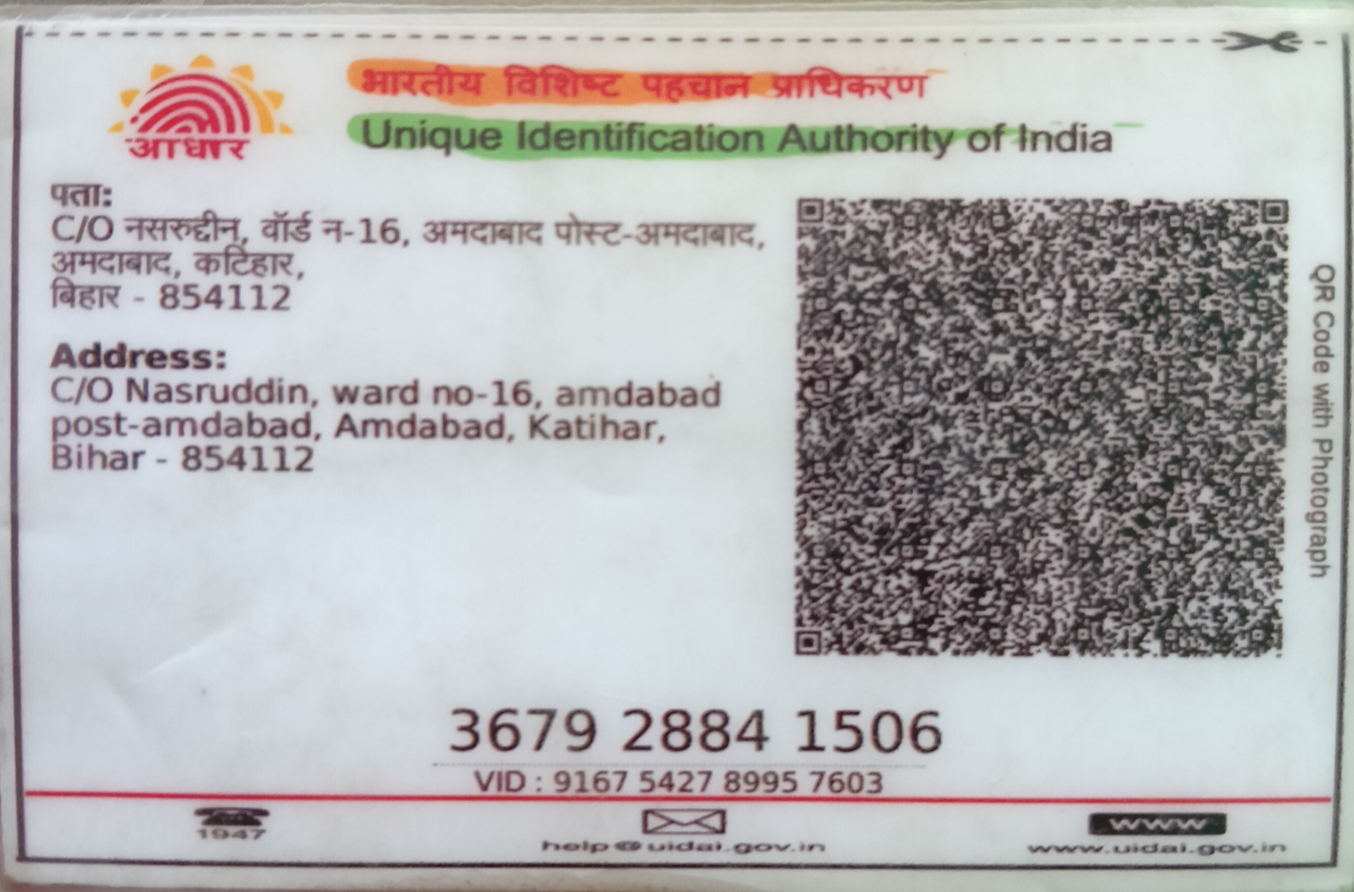 आधार
भारतीय विशिष्ट पहचान प्राधिकरण
Unique Identification Authority of India
पता:
C/O नसरुद्दीन, वॉर्ड न-16, अमदाबाद पोस्ट-अमदाबाद,
अमदाबाद, कटिहार,
बिहार - 854112
Address:
C/O Nasruddin, ward no-16, amdabad
post-amdabad, Amdabad, Katihar,
Bihar - 854112
QR Code with Photograph
3679 2884 1506
VID : 9167 5427 8995 7603
1947
help@uidai.gov.in
www
www.uidai.gov.in